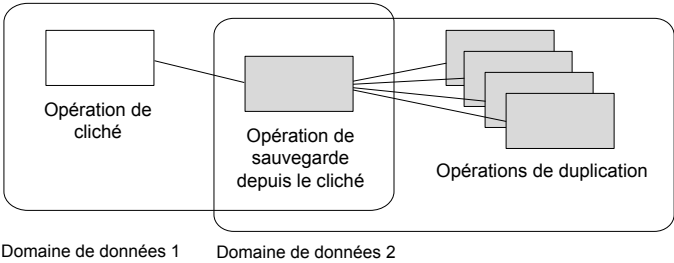 Opération de
cliché
Opération de
sauvegarde
depuis le cliché
Opérations de duplication
Domaine de données 1
Domaine de données 2